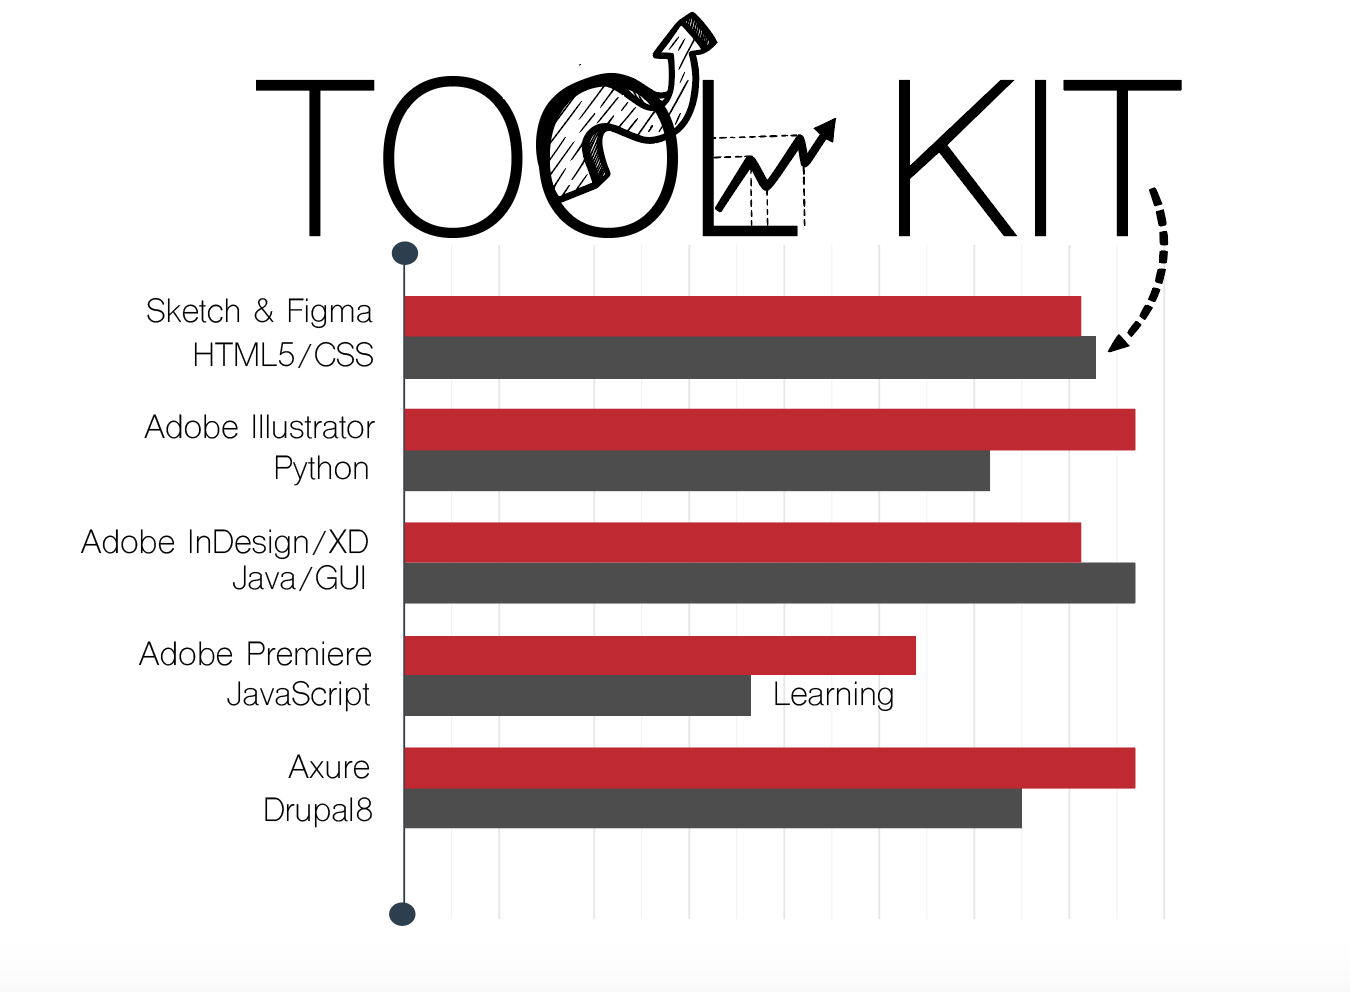 TOOL KIT
Sketch & Figma
HTML5/CSS
Adobe Illustrator
Python
Adobe InDesign/XD
Java/GUI
Adobe Premiere
JavaScript
Learning
Axure
Drupal8